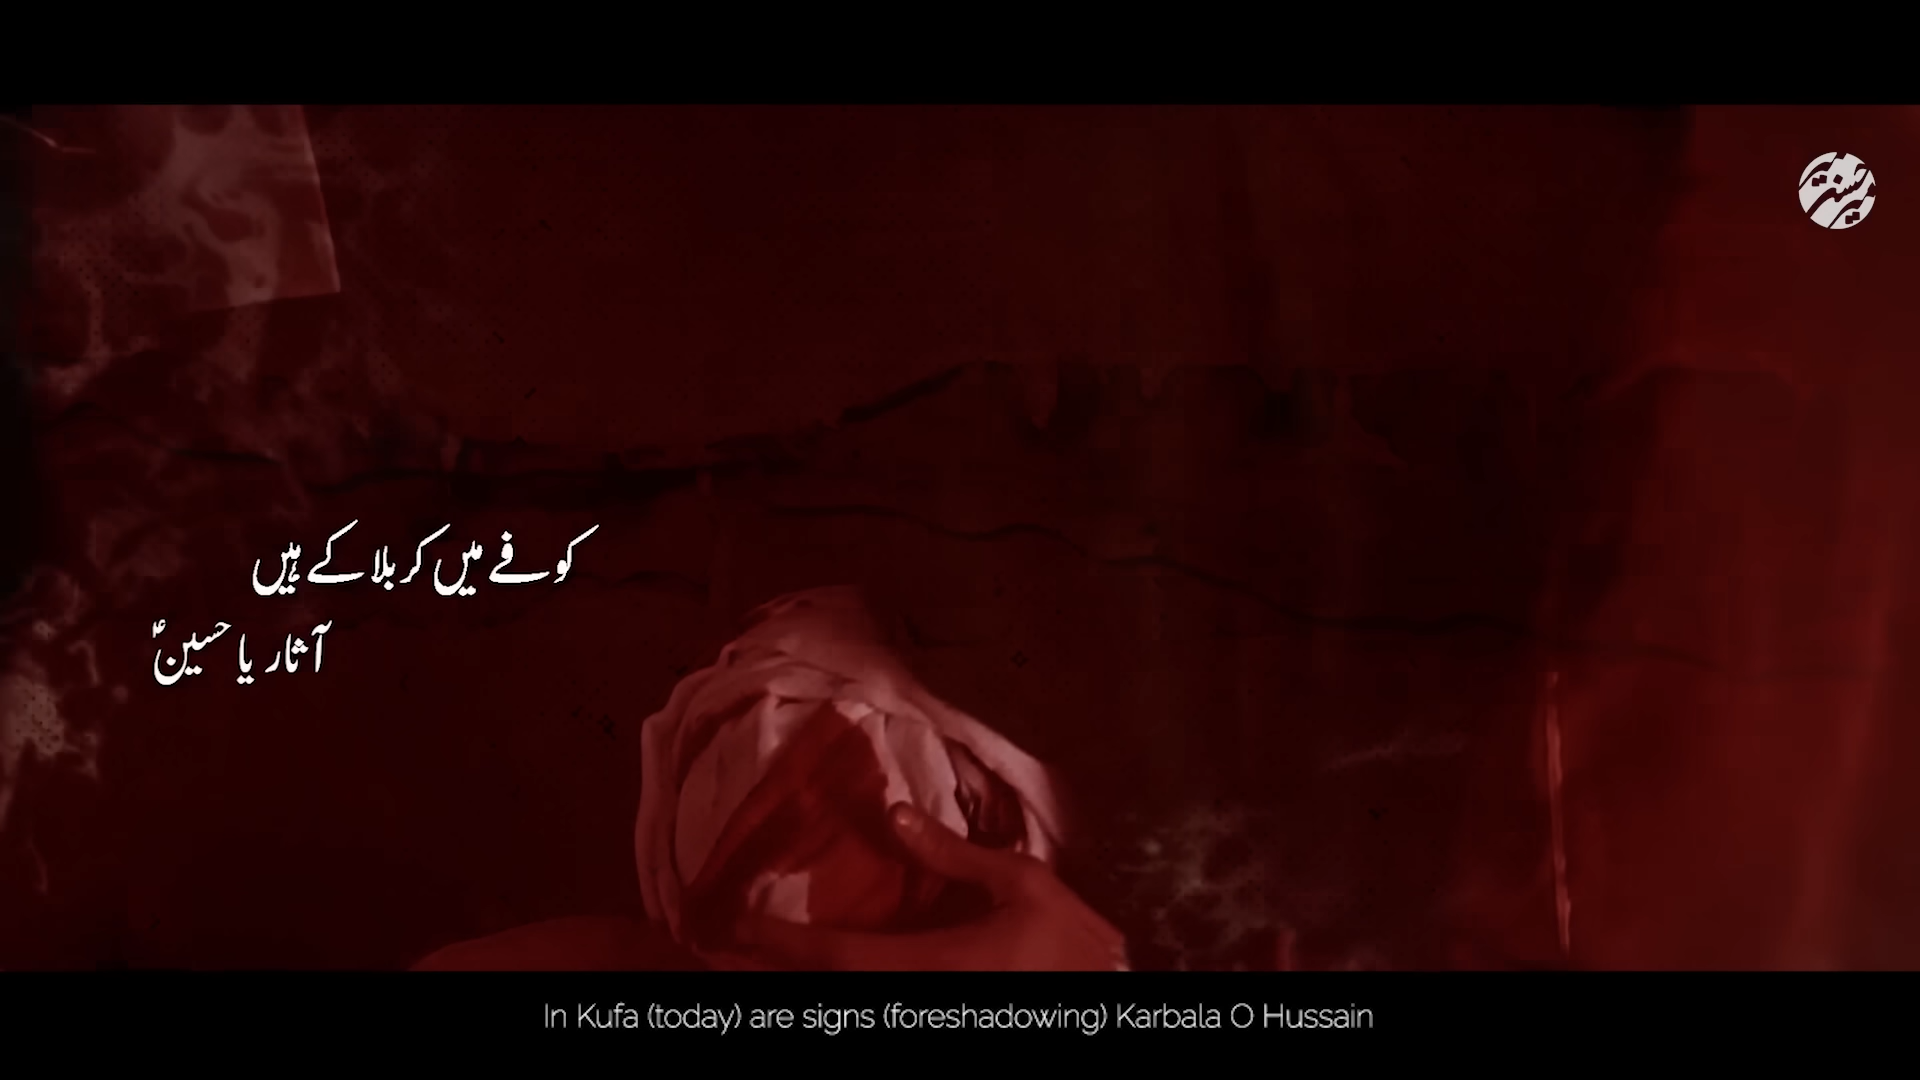 کوفے میں کربلا کے ہیں
آثار یا حسینؑ
In Kufa (today) are signs (foreshadowing) Karbala O Hussain